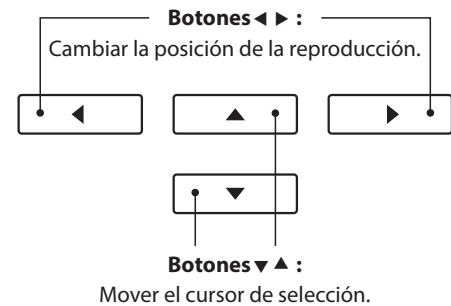 Botones ◀ ▶ :
Cambiar la posición de la reproducción.
Botones ▼ ▲ :
Mover el cursor de selección.